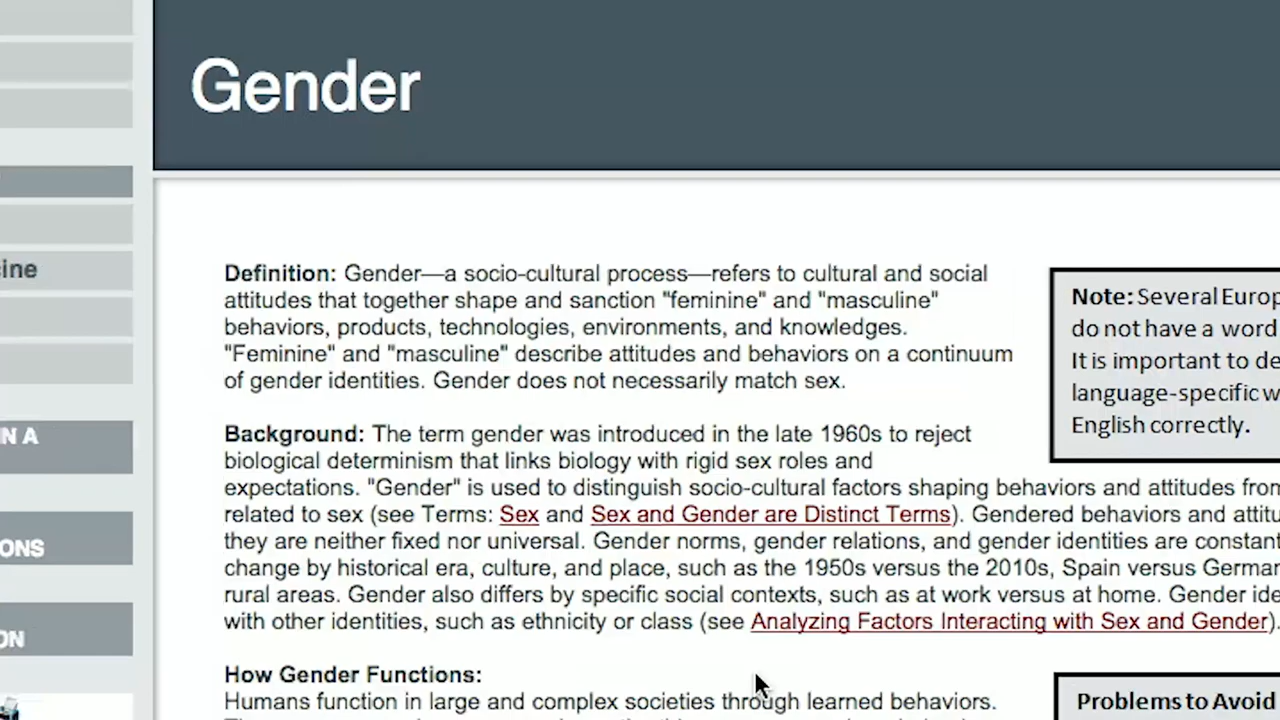 Gender
ine
IN A
ONS
ON
Definition: Gender—a socio-cultural process—refers to cultural and social
attitudes that together shape and sanction "feminine" and "masculine"
behaviors, products, technologies, environments, and knowledges.
"Feminine" and "masculine" describe attitudes and behaviors on a continuum
of gender identities. Gender does not necessarily match sex.
Note: Several Europ
do not have a word
It is important to de
language-specific w
English correctly.
Background: The term gender was introduced in the late 1960s to reject
biological determinism that links biology with rigid sex roles and
expectations. "Gender" is used to distinguish socio-cultural factors shaping behaviors and attitudes from
related to sex (see Terms: Sex and Sex and Gender are Distinct Terms). Gendered behaviors and attitu
they are neither fixed nor universal. Gender norms, gender relations, and gender identities are constant
change by historical era, culture, and place, such as the 1950s versus the 2010s, Spain versus German
rural areas. Gender also differs by specific social contexts, such as at work versus at home. Gender ide
with other identities, such as ethnicity or class (see Analyzing Factors Interacting with Sex and Gender).
How Gender Functions:
Humans function in large and complex societies through learned behaviors.
Problems to Avoid